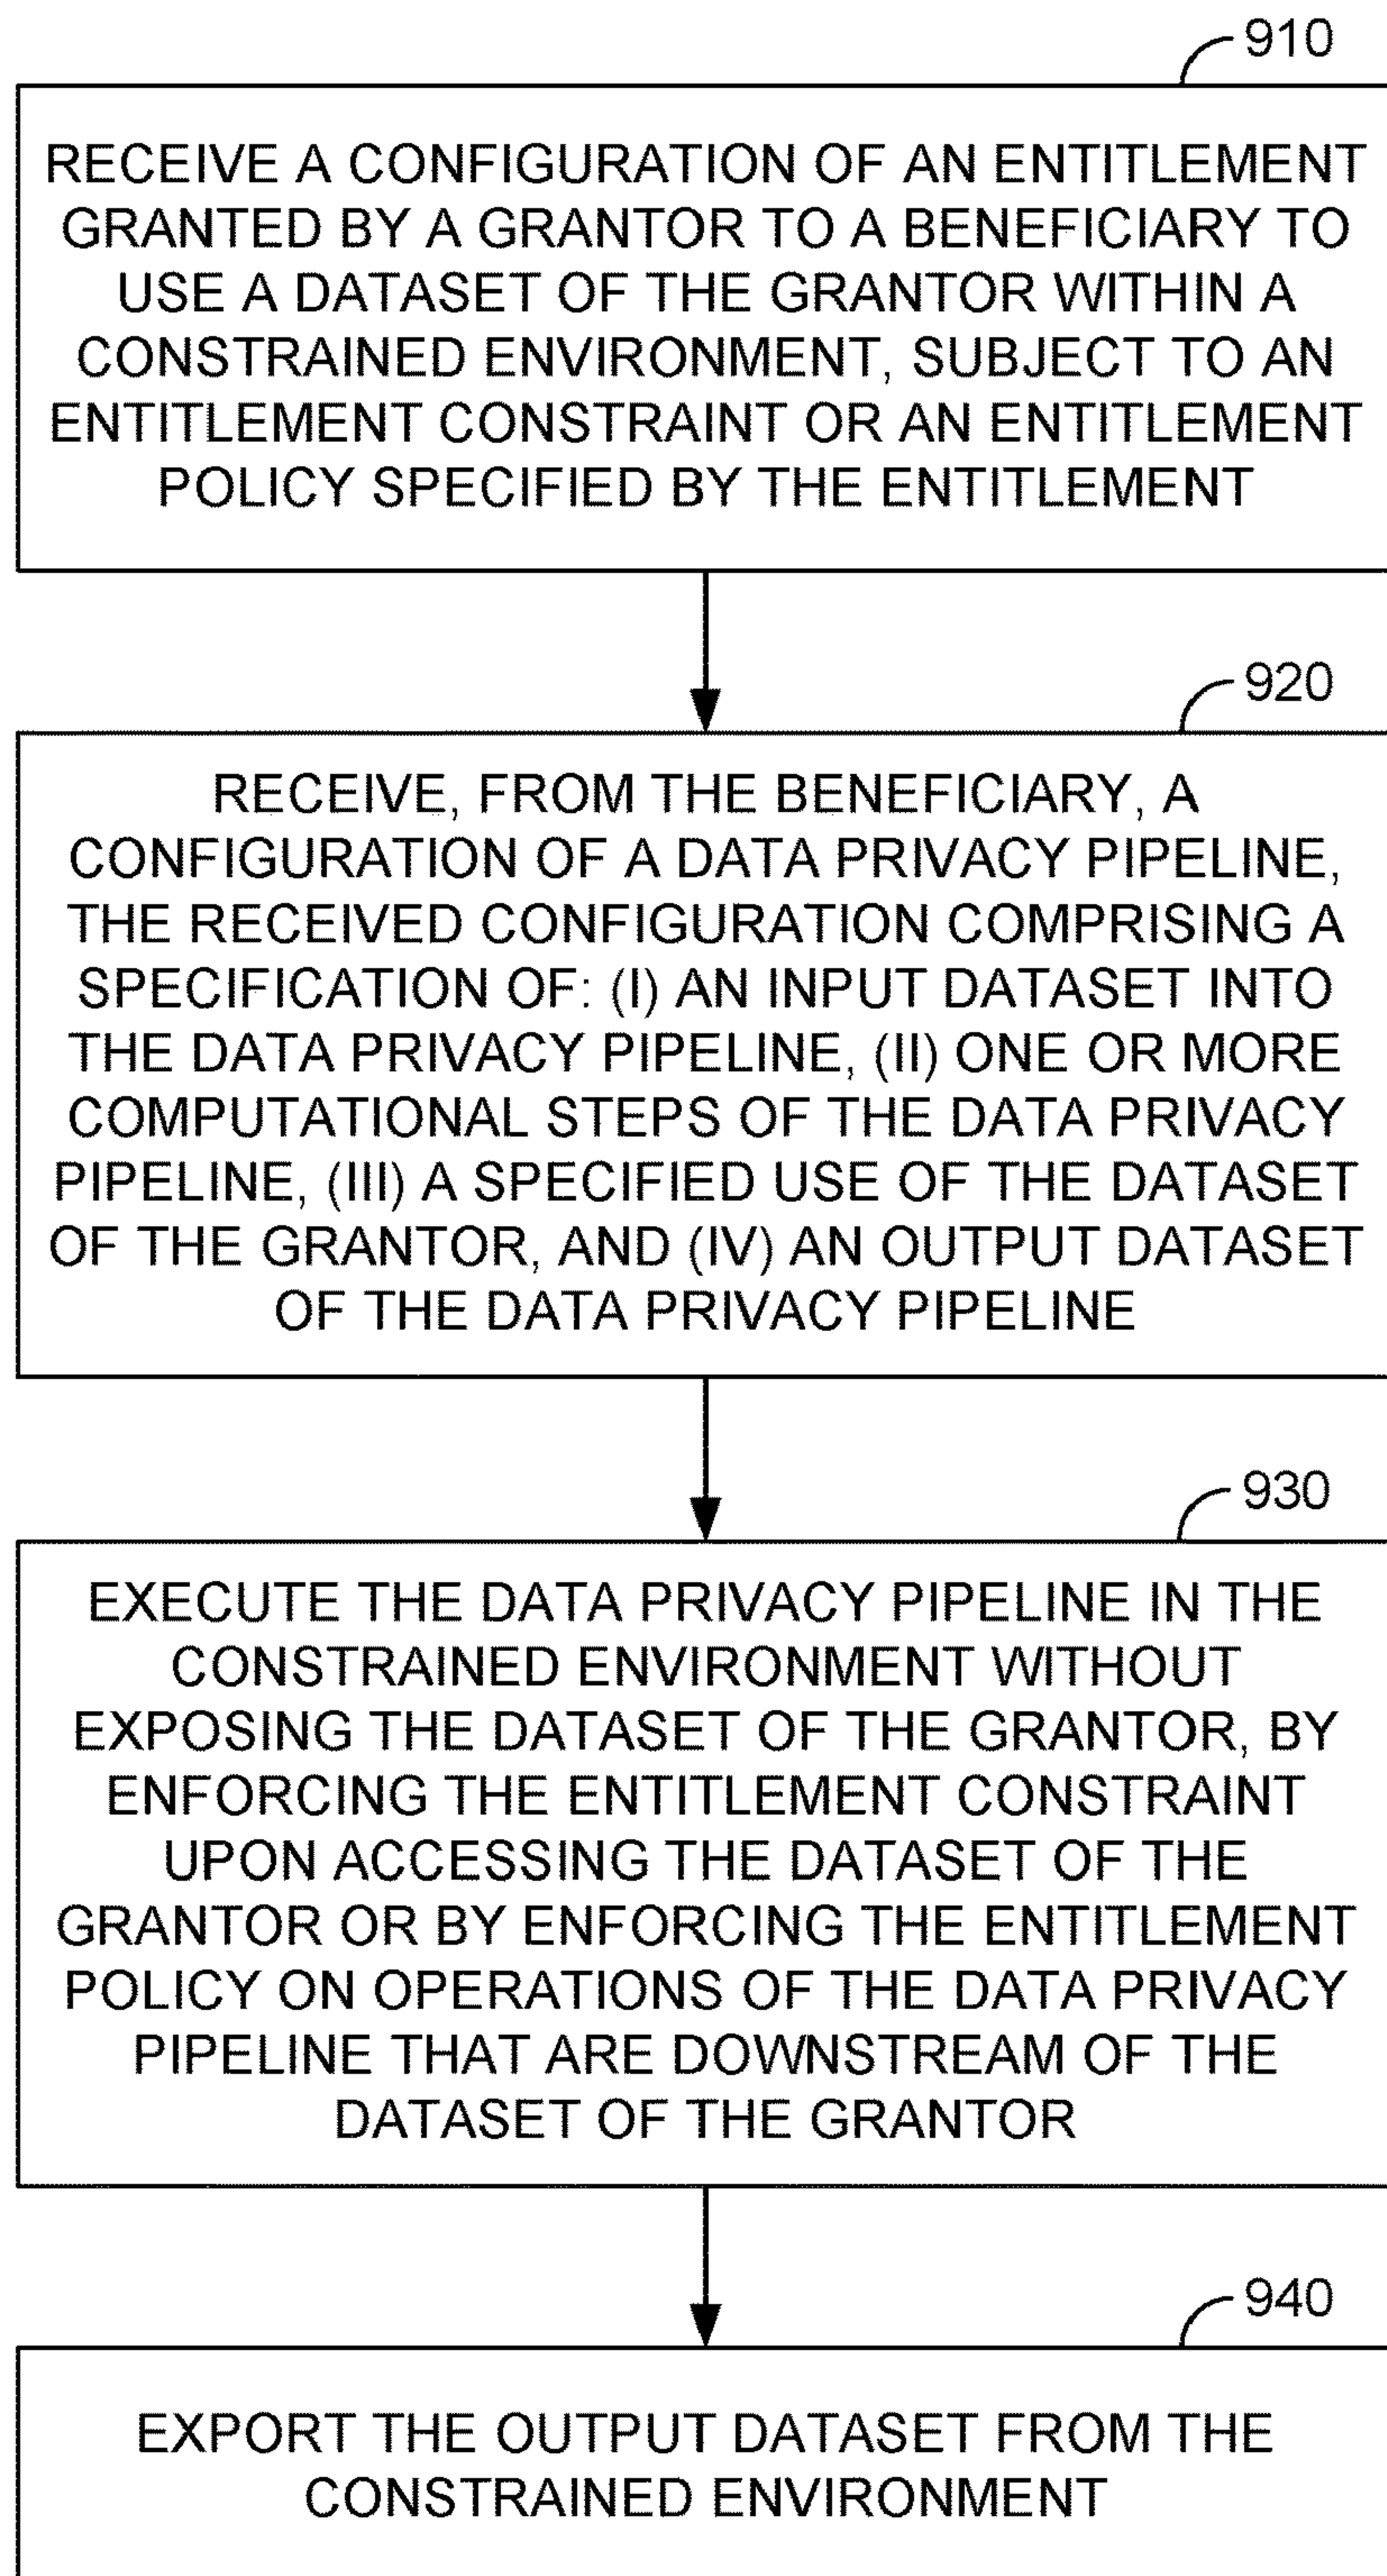 910
RECEIVE A CONFIGURATION OF AN ENTITLEMENT
GRANTED BY A GRANTOR TO A BENEFICIARY TO
USE A DATASET OF THE GRANTOR WITHIN A
CONSTRAINED ENVIRONMENT, SUBJECT TO AN
ENTITLEMENT CONSTRAINT OR AN ENTITLEMENT
POLICY SPECIFIED BY THE ENTITLEMENT
920
RECEIVE, FROM THE BENEFICIARY, A
CONFIGURATION OF A DATA PRIVACY PIPELINE,
THE RECEIVED CONFIGURATION COMPRISING A
SPECIFICATION OF: (I) AN INPUT DATASET INTO
THE DATA PRIVACY PIPELINE, (II) ONE OR MORE
COMPUTATIONAL STEPS OF THE DATA PRIVACY
PIPELINE, (III) A SPECIFIED USE OF THE DATASET
OF THE GRANTOR, AND (IV) AN OUTPUT DATASET
OF THE DATA PRIVACY PIPELINE
930
EXECUTE THE DATA PRIVACY PIPELINE IN THE
CONSTRAINED ENVIRONMENT WITHOUT
EXPOSING THE DATASET OF THE GRANTOR, BY
ENFORCING THE ENTITLEMENT CONSTRAINT
UPON ACCESSING THE DATASET OF THE
GRANTOR OR BY ENFORCING THE ENTITLEMENT
POLICY ON OPERATIONS OF THE DATA PRIVACY
PIPELINE THAT ARE DOWNSTREAM OF THE
DATASET OF THE GRANTOR
940
EXPORT THE OUTPUT DATASET FROM THE
CONSTRAINED ENVIRONMENT